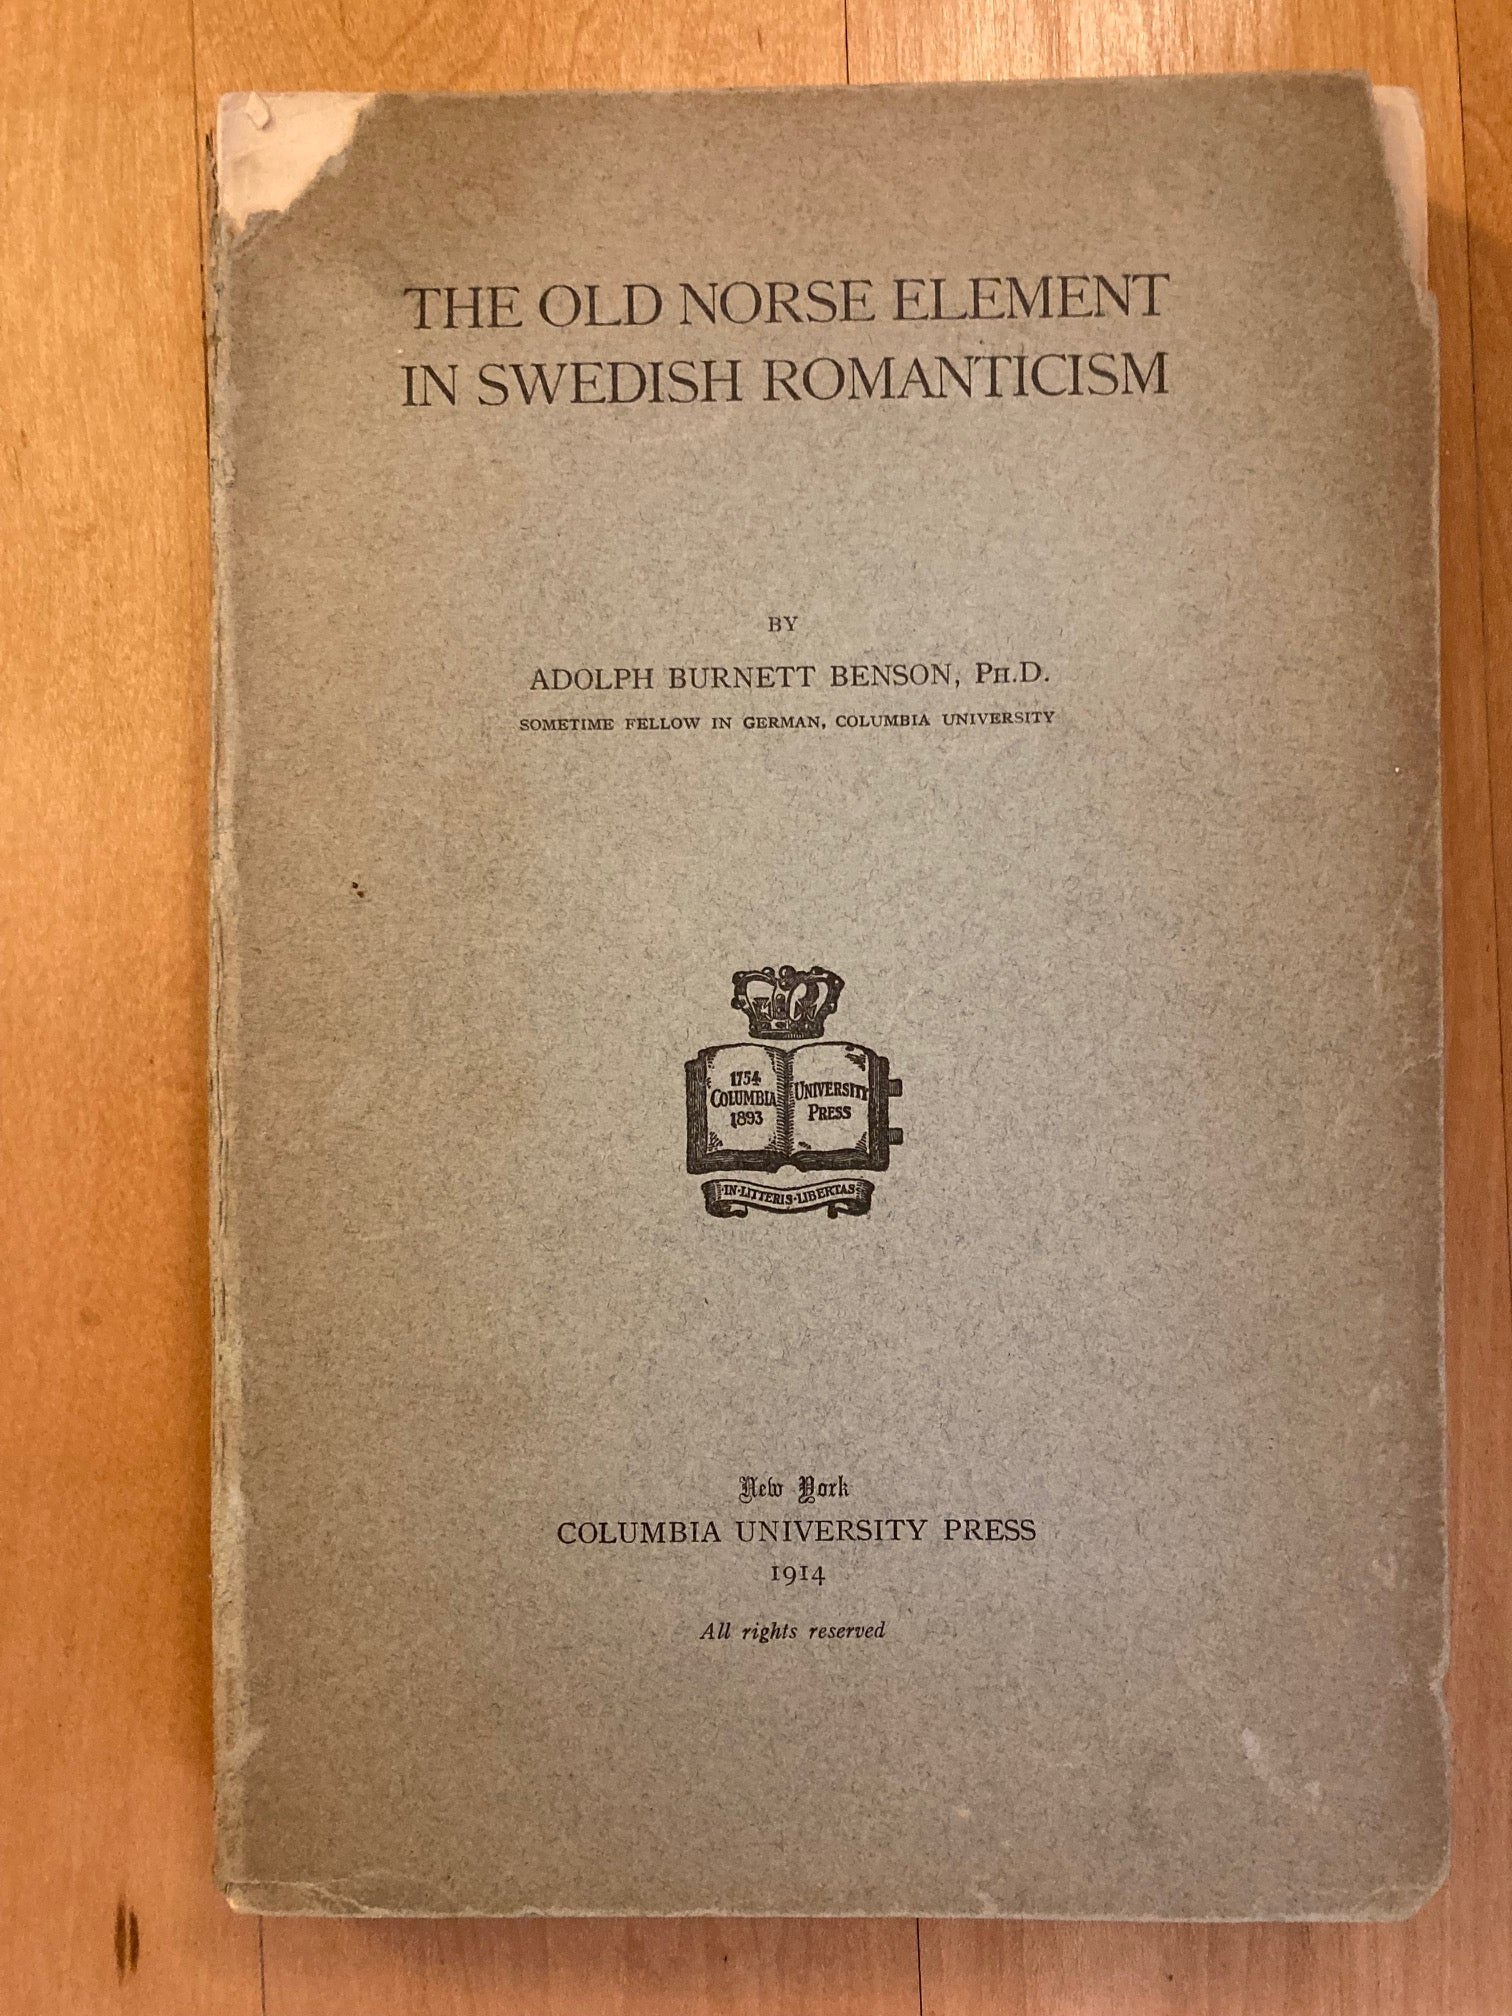 THE OLD NORSE ELEMENT
IN SWEDISH ROMANTICISM
BY
ADOLPH BURNETT BENSON, PH.D.
SOMETIME FELLOW IN GERMAN, COLUMBIA UNIVERSITY
1754
COLUMBIA
1893
UNIVERSITY
PRESS
·IN·LITTERIS·LIBERTAS·
New York
COLUMBIA UNIVERSITY PRESS
1914
All rights reserved